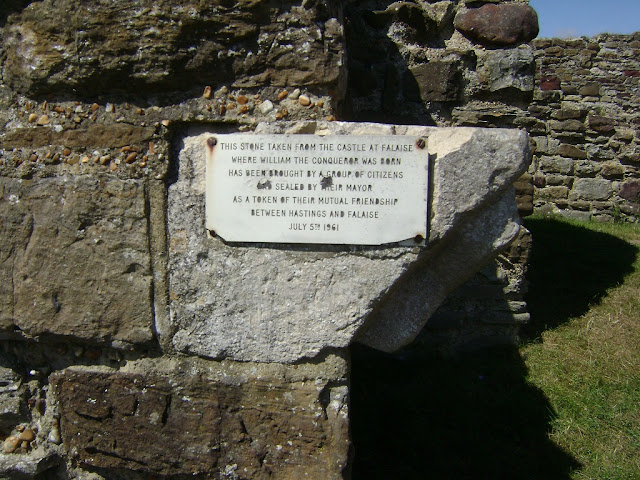 THIS STONE TAKEN FROM THE CASTLE AT FALAISE
WHERE WILLIAM THE CONQUEROR WAS BORN
HAS BEEN BROUGHT BY A GROUP OF CITIZENS
AND SEALED BY THEIR MAYOR
AS A TOKEN OF THEIR MUTUAL FRIENDSHIP
BETWEEN HASTINGS AND FALAISE
JULY 5TH 1961